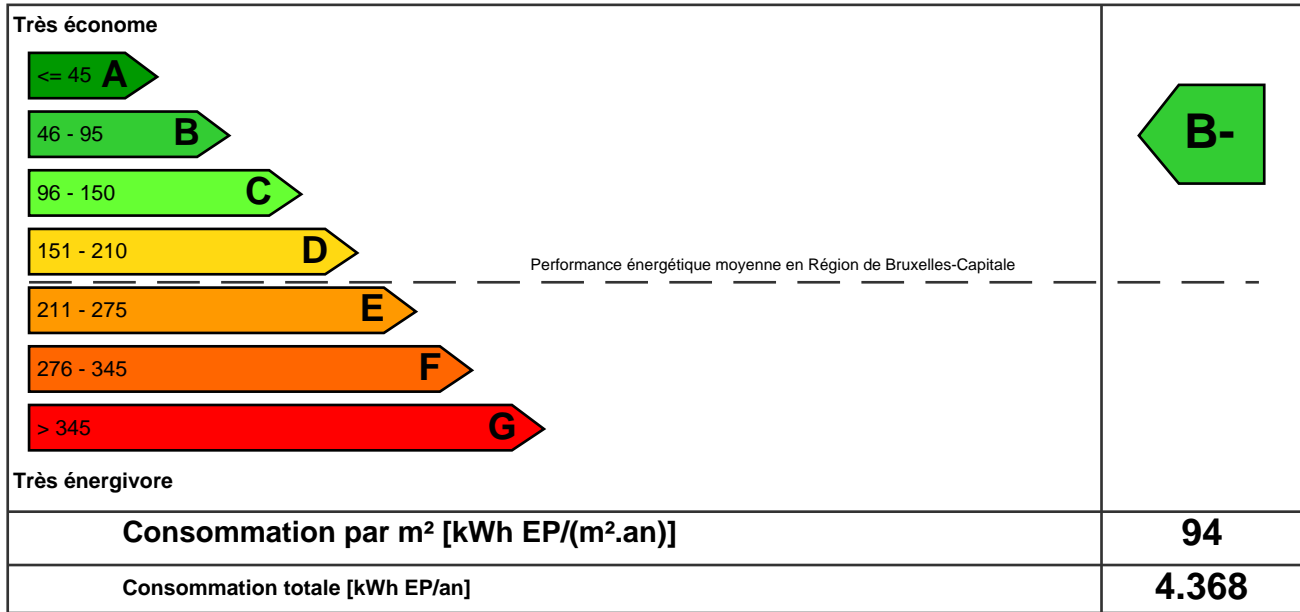 Très économe
<= 45 A
46 - 95 B
B-
96 - 150 C
151 - 210 D
Performance énergétique moyenne en Région de Bruxelles-Capitale
211 - 275 E
276 - 345 F
> 345 G
Très énergivore
Consommation par m² [kWh EP/(m².an)] 94
Consommation totale [kWh EP/an] 4.368